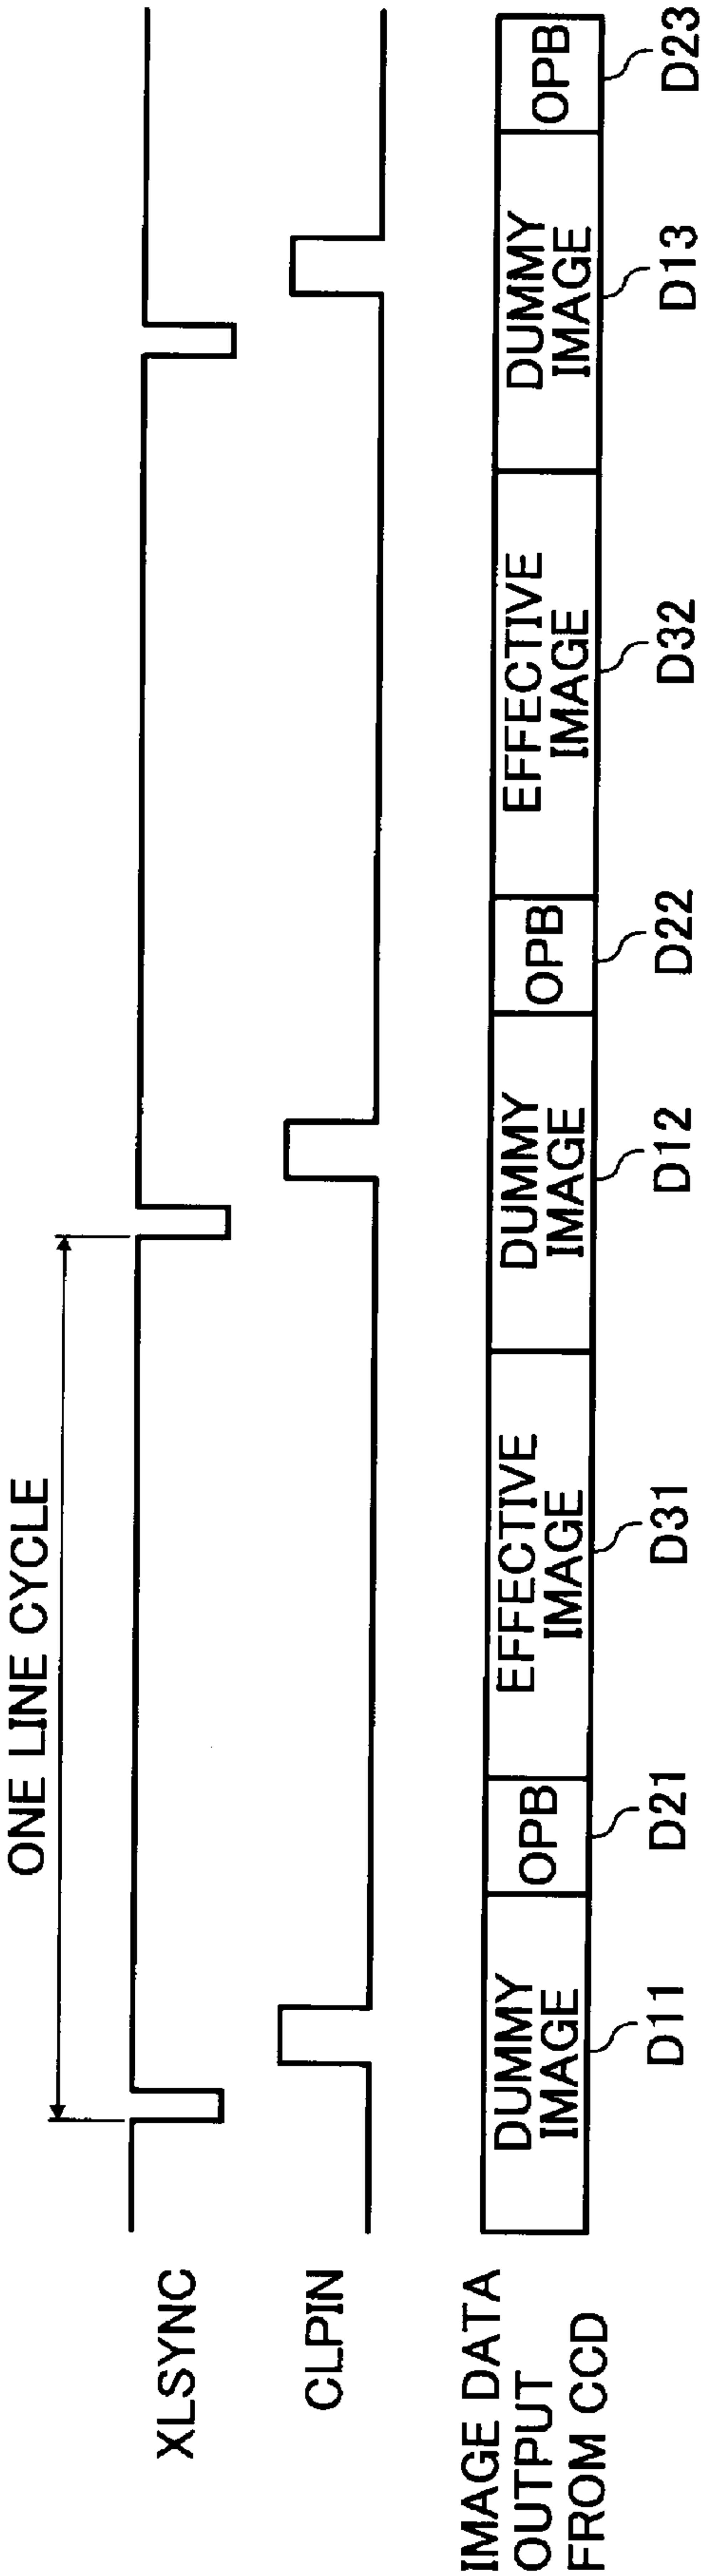 ONE LINE CYCLE
XLSYNC
CLPIN
IMAGE DATA
OUTPUT
FROM CCD
DUMMY
IMAGE
OPB
EFFECTIVE
IMAGE
DUMMY
IMAGE
OPB
EFFECTIVE
IMAGE
DUMMY
IMAGE
OPB
D11
D21
D31
D12
D22
D32
D13
D23